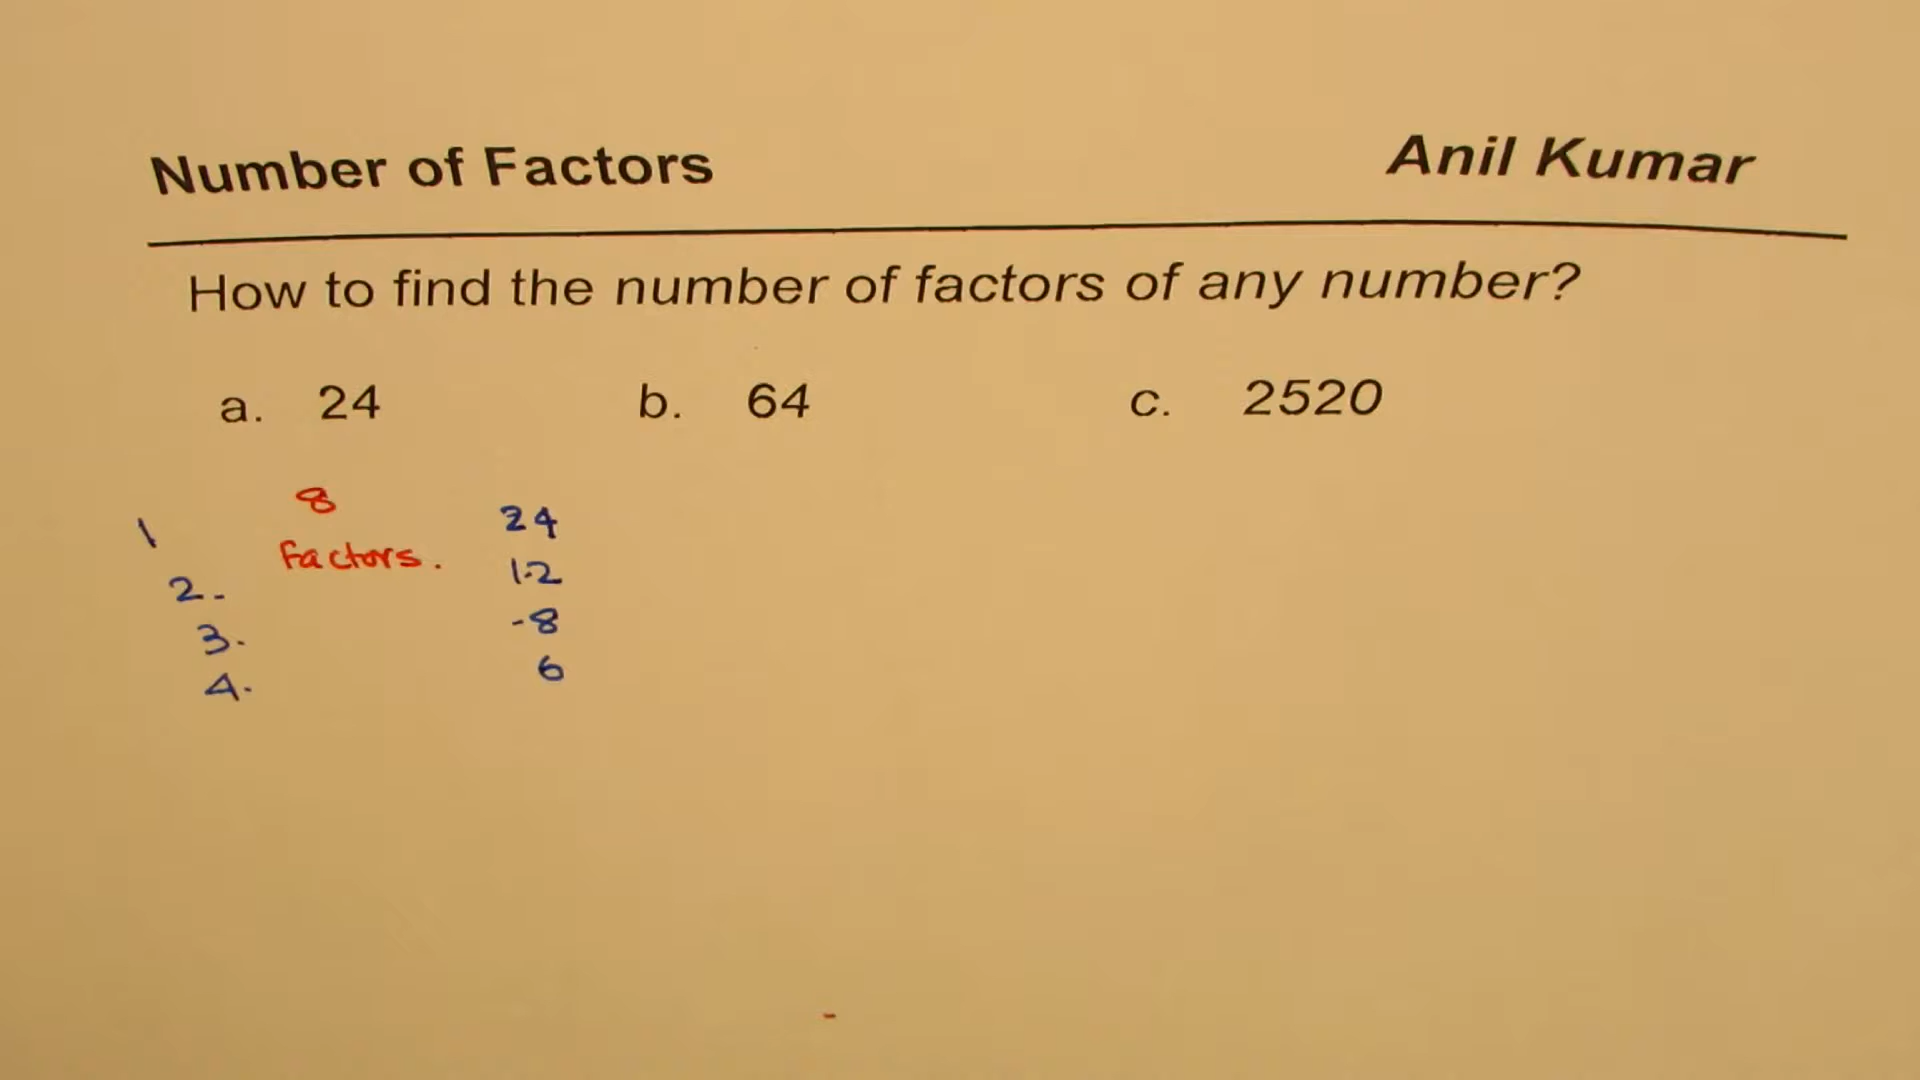 Number of Factors Anil Kumar
How to find the number of factors of any number?
a. 24 b. 64 c. 2520
8
1 24
Factors.
2. 12
3. 8
4. 6